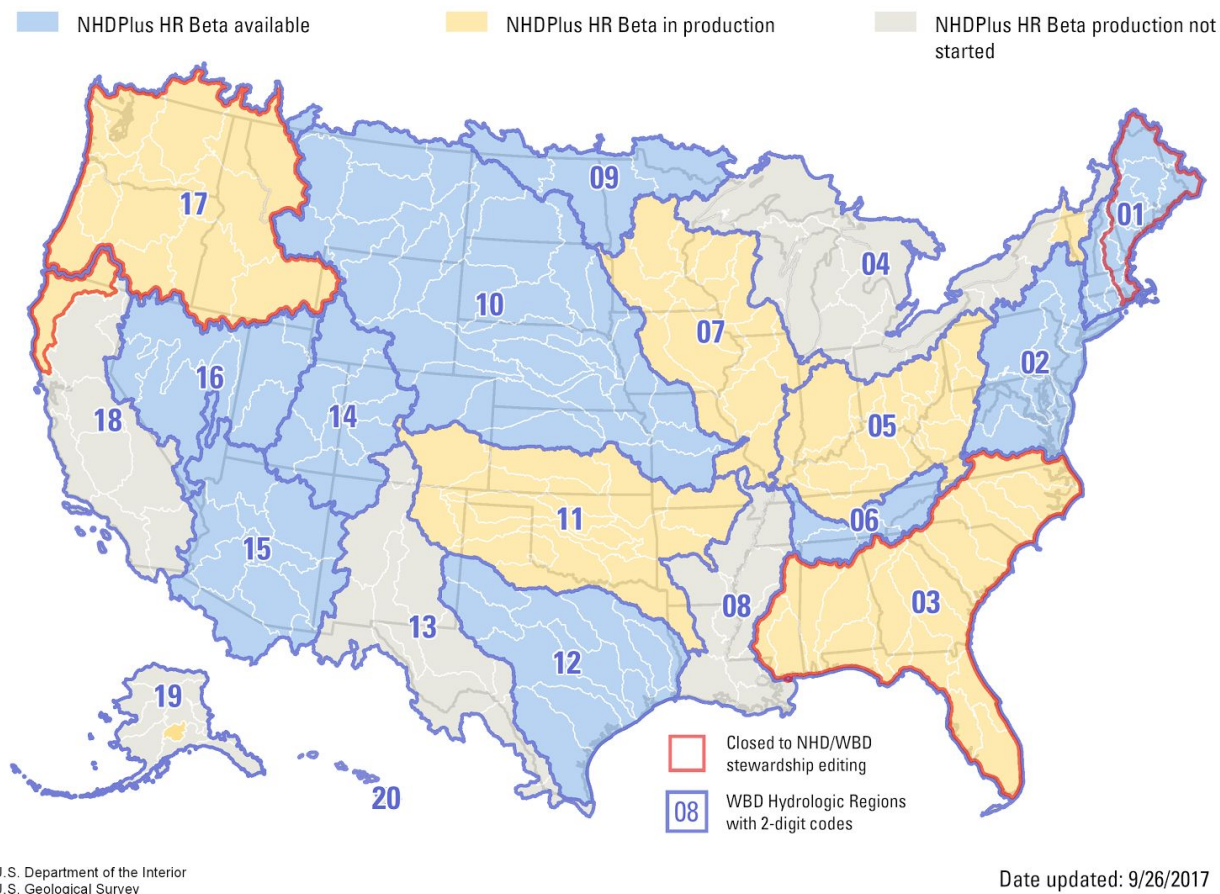 NHDPlus HR Beta available
NHDPlus HR Beta in production
NHDPlus HR Beta production not
started
17
09
01
04
10
07
02
16
14
18
05
11
06
15
08
03
13
12
19
20
Closed to NHD/WBD
stewardship editing
08
WBD Hydrologic Regions
with 2-digit codes
U.S. Department of the Interior
U.S. Geological Survey
Date updated: 9/26/2017